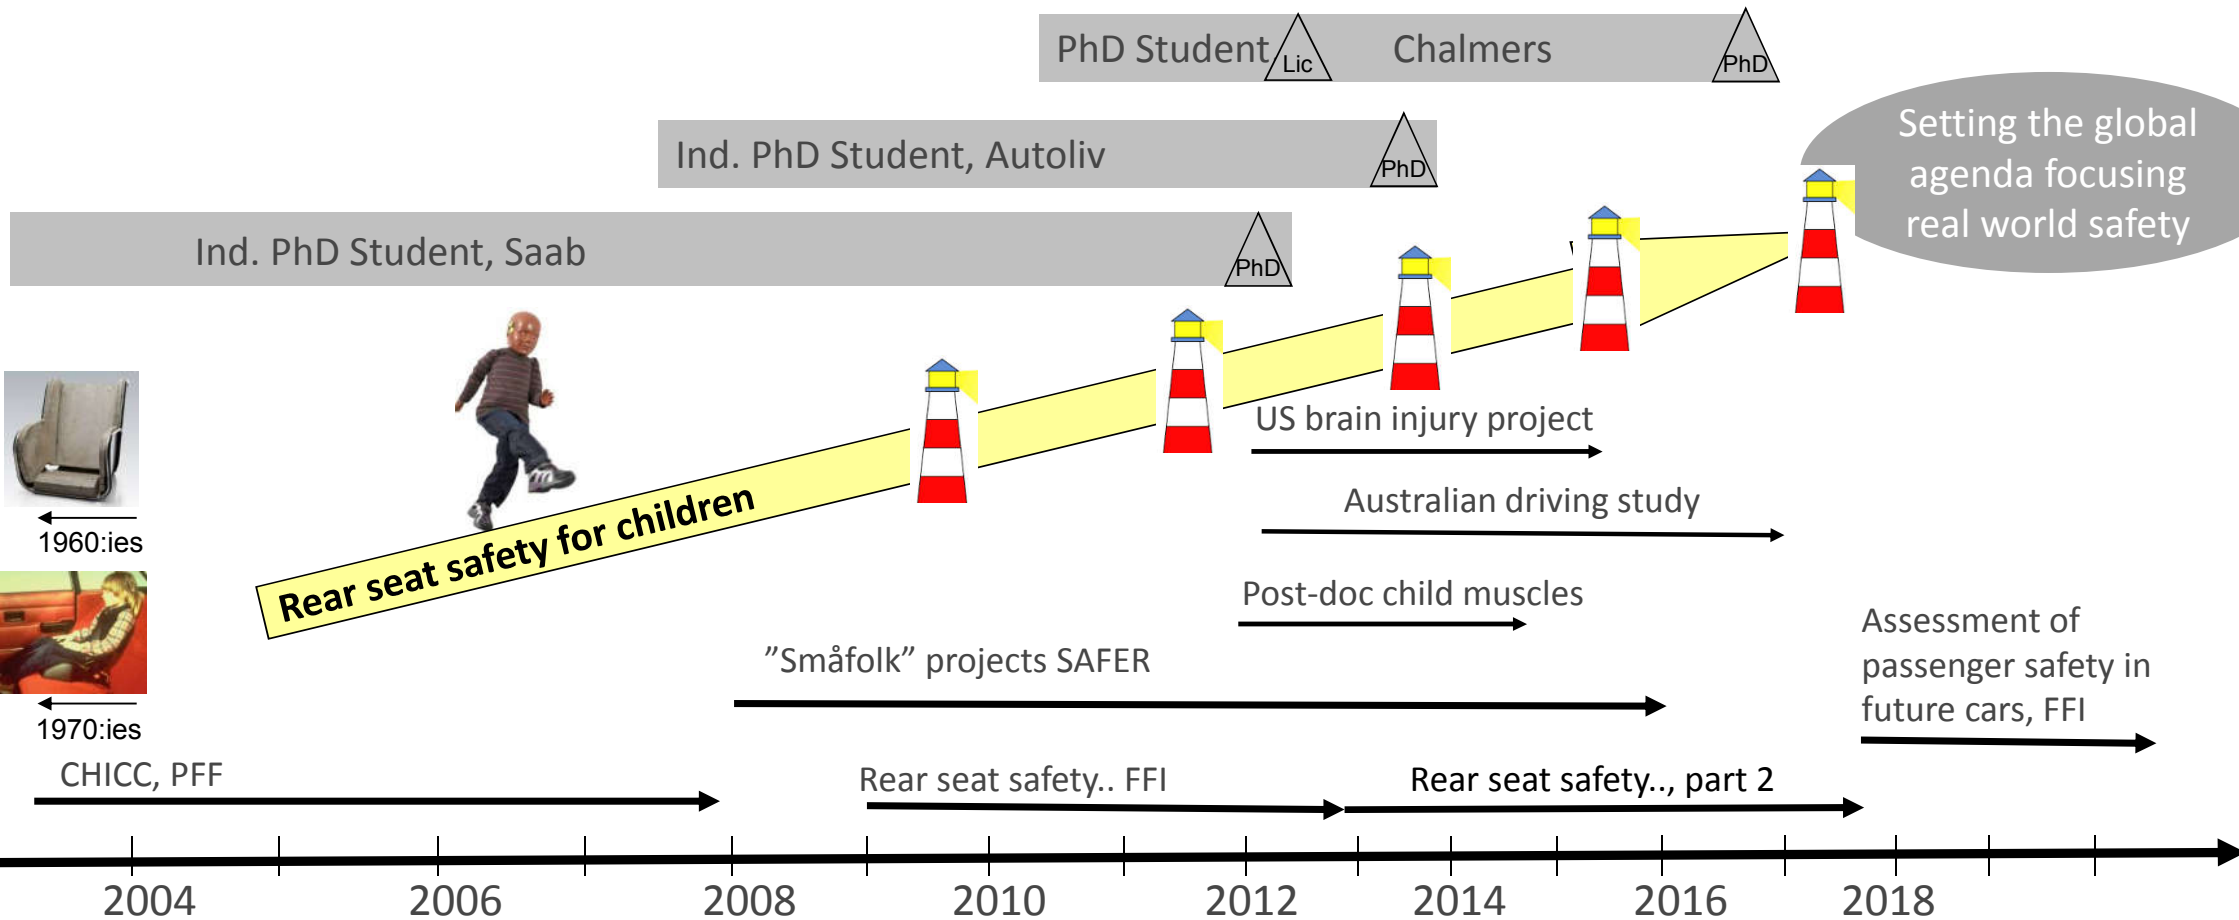 PhD Student
Lic
Chalmers
PhD
Setting the global
agenda focusing
real world safety
Ind. PhD Student, Autoliv
PhD
Ind. PhD Student, Saab
PhD
1960:ies
1970:ies
Rear seat safety for children
US brain injury project
Australian driving study
Post-doc child muscles
”Småfolk” projects SAFER
Assessment of
passenger safety in
future cars, FFI
CHICC, PFF
Rear seat safety.. FFI
Rear seat safety.., part 2
2004
2006
2008
2010
2012
2014
2016
2018